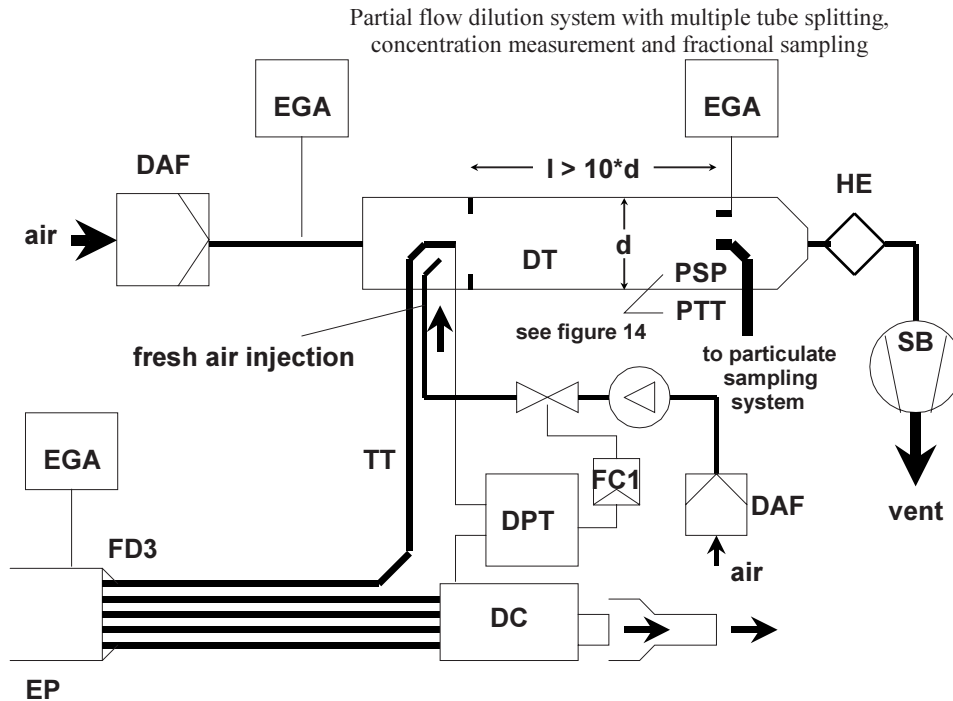 Partial flow dilution system with multiple tube splitting,
concentration measurement and fractional sampling
EGA
EGA
DAF
l > 10*d
HE
air
d
DT
PSP
PTT
see figure 14
SB
fresh air injection
to particulate
sampling
system
EGA
TT
FC1
DPT
DAF
vent
FD3
air
DC
EP